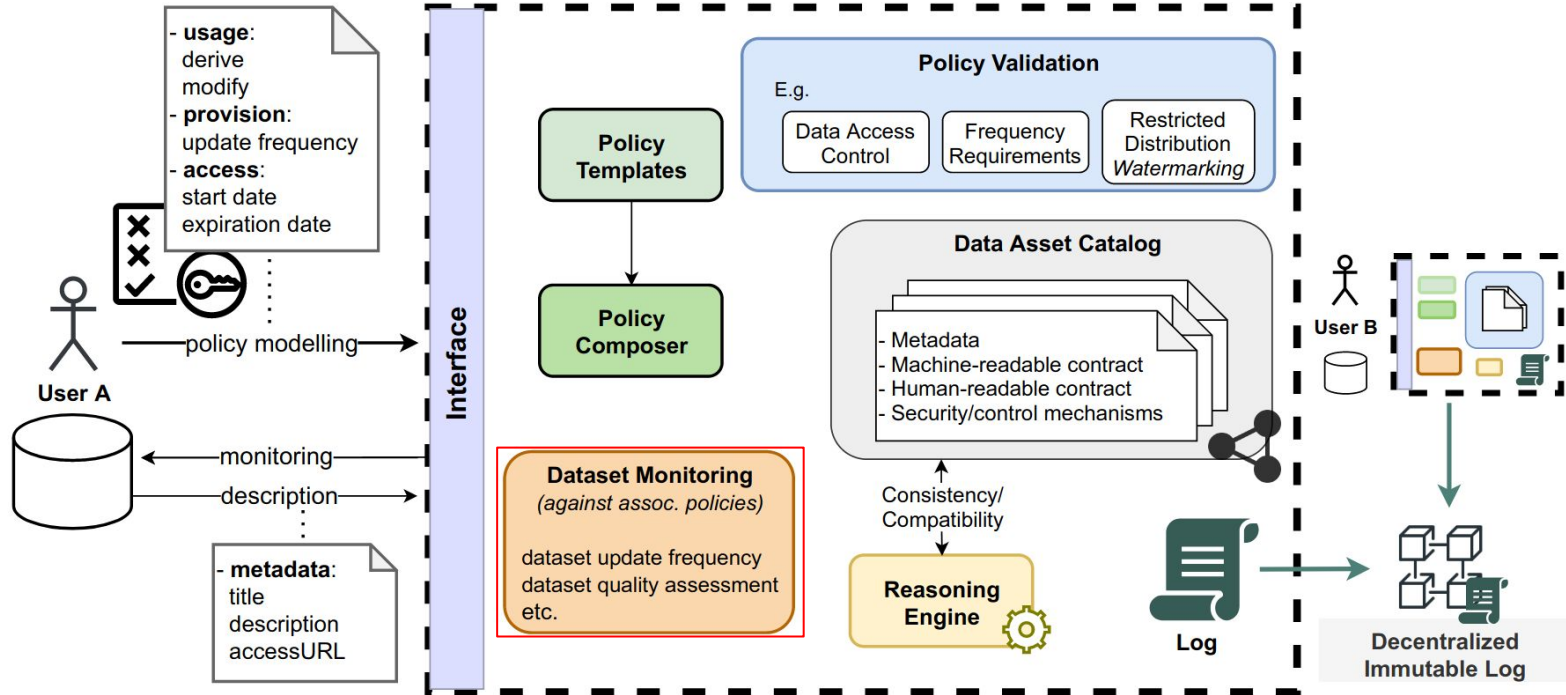 - usage:
derive
modify
- provision:
update frequency
- access:
start date
expiration date
policy modelling
User A
monitoring
description
- metadata:
title
description
accessURL
Interface
Policy
Templates
Policy
Composer
Dataset Monitoring
(against assoc. policies)
dataset update frequency
dataset quality assessment
etc.
Policy Validation
E.g.
Data Access
Control
Frequency
Requirements
Restricted
Distribution
Watermarking
Data Asset Catalog
- Metadata
- Machine-readable contract
- Human-readable contract
- Security/control mechanisms
Consistency/
Compatibility
Reasoning
Engine
Log
User B
Decentralized
Immutable Log